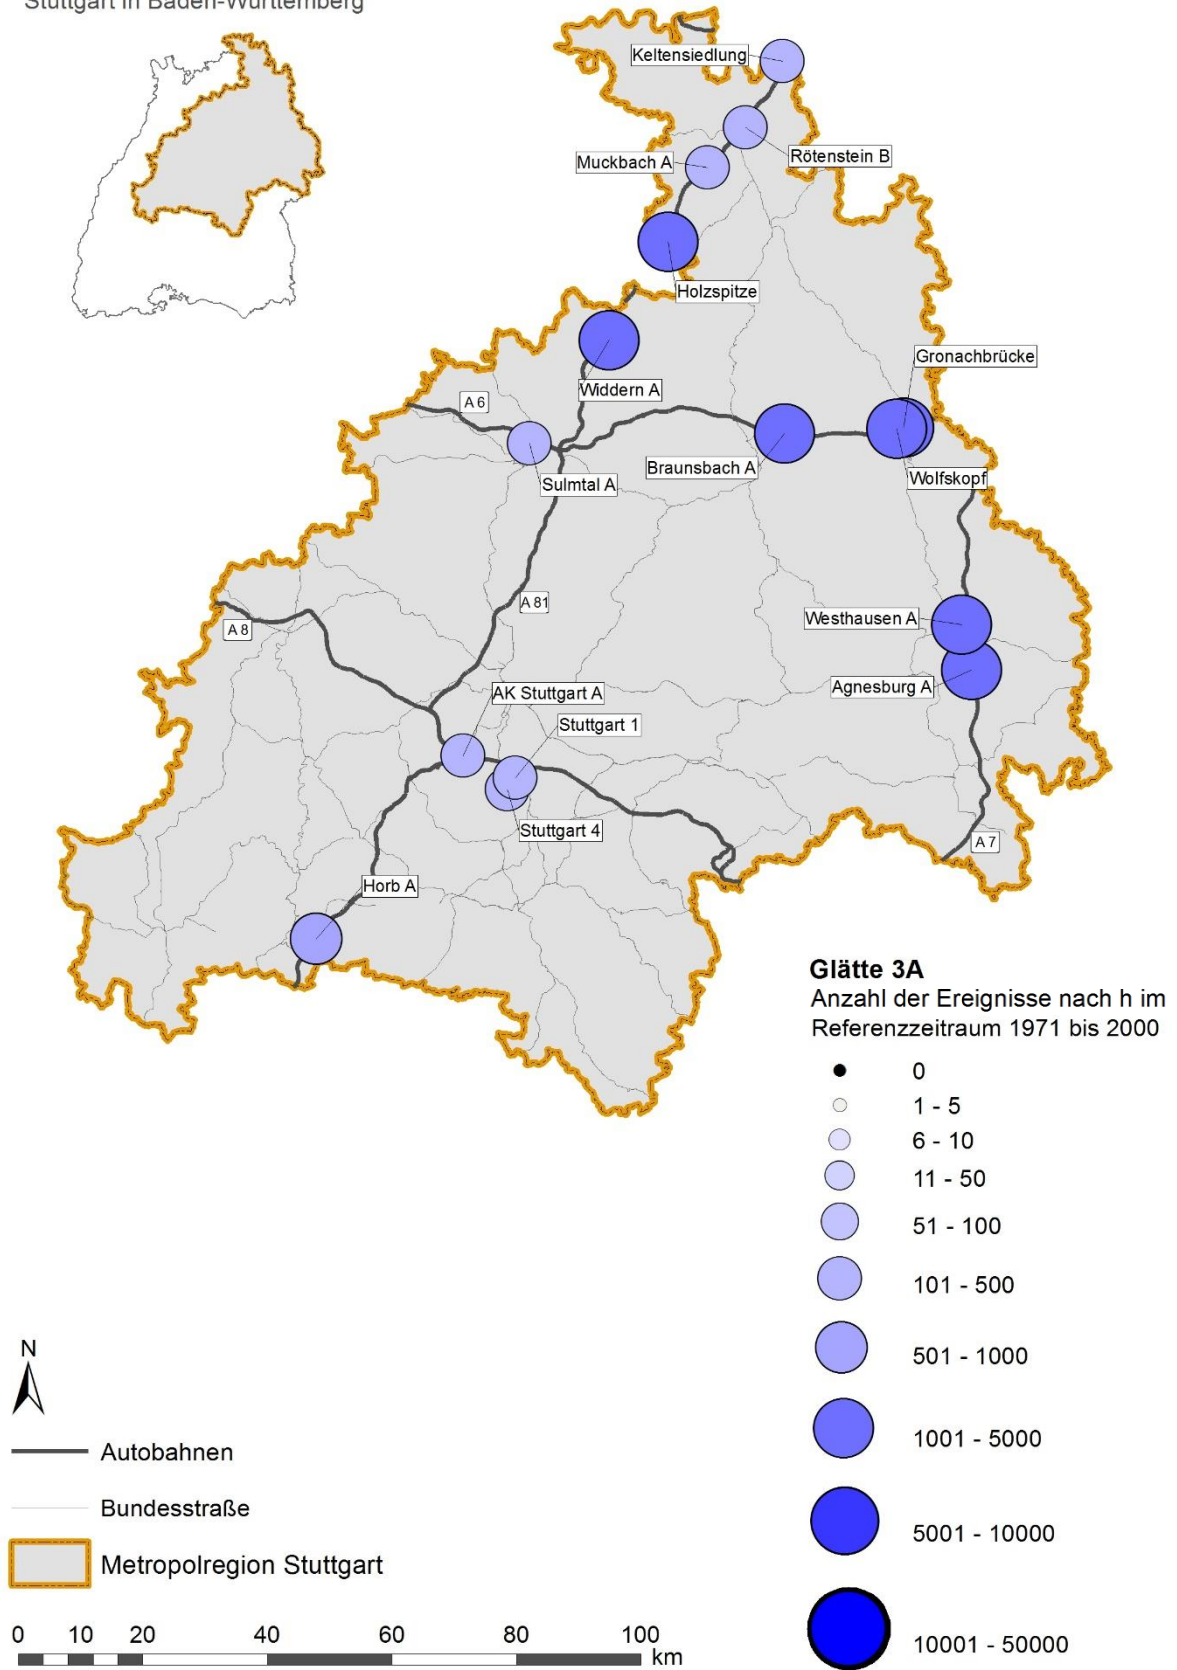 Stuttgart in Baden-Württemberg
Keltensiedlung
Rötenstein B
Muckbach A
Holzspitze
Gronachbrücke
Widdern A
A 6
Braunsbach A
Sulmtal A
Wolfskopf
A 81
Westhausen A
A 8
Agnesburg A
AK Stuttgart A
Stuttgart 1
Stuttgart 4
A 7
Horb A
Glätte 3A
Anzahl der Ereignisse nach h im
Referenzzeitraum 1971 bis 2000
0
1 - 5
6 - 10
11 - 50
51 - 100
101 - 500
501 - 1000
1001 - 5000
5001 - 10000
10001 - 50000
N
Autobahnen
Bundesstraße
Metropolregion Stuttgart
0 10 20 40 60 80 100
km